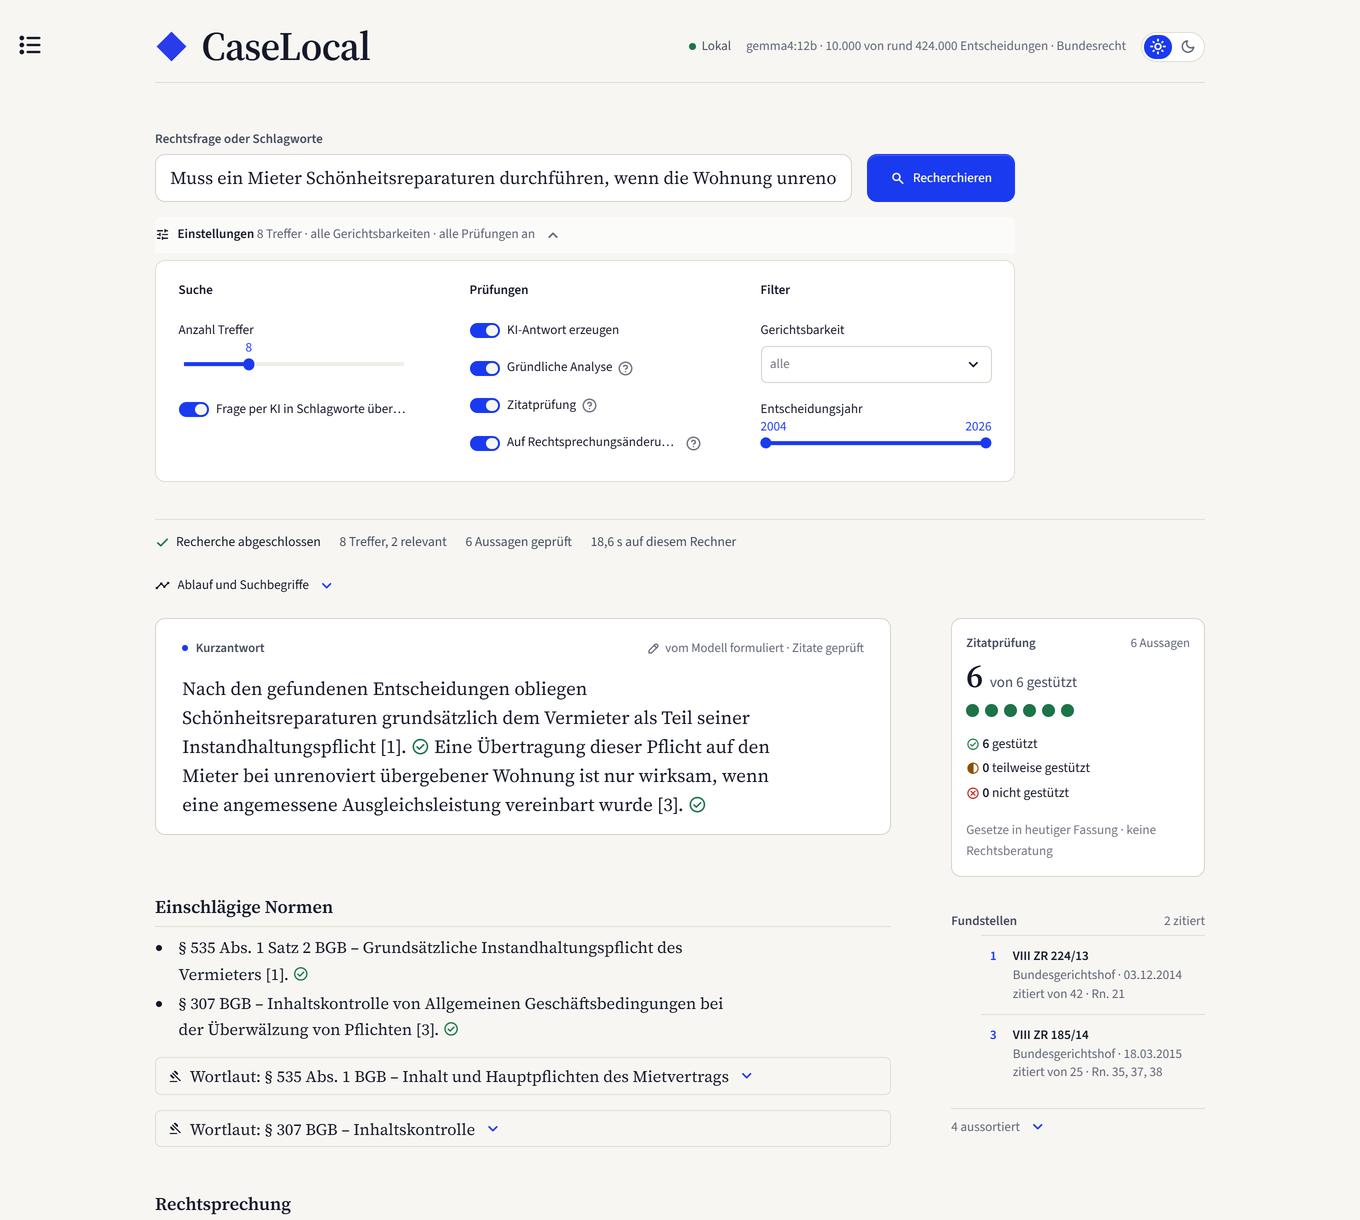 CaseLocal
Lokal gemma4:12b · 10.000 von rund 424.000 Entscheidungen · Bundesrecht
Rechtsfrage oder Schlagworte
Muss ein Mieter Schönheitsreparaturen durchführen, wenn die Wohnung unreno
Recherchieren
Einstellungen 8 Treffer · alle Gerichtsbarkeiten · alle Prüfungen an
Suche
Anzahl Treffer
8
Frage per KI in Schlagworte über…
Prüfungen
KI-Antwort erzeugen
Gründliche Analyse
Zitatprüfung
Auf Rechtsprechungsänderu…
Filter
Gerichtsbarkeit
alle
Entscheidungsjahr
2004 2026
Recherche abgeschlossen 8 Treffer, 2 relevant 6 Aussagen geprüft 18,6 s auf diesem Rechner
Ablauf und Suchbegriffe
Kurzantwort vom Modell formuliert · Zitate geprüft
Nach den gefundenen Entscheidungen obliegen
Schönheitsreparaturen grundsätzlich dem Vermieter als Teil seiner
Instandhaltungspflicht [1]. Eine Übertragung dieser Pflicht auf den
Mieter bei unrenoviert übergebener Wohnung ist nur wirksam, wenn
eine angemessene Ausgleichsleistung vereinbart wurde [3].
Einschlägige Normen
• § 535 Abs. 1 Satz 2 BGB – Grundsätzliche Instandhaltungspflicht des
Vermieters [1].
• § 307 BGB – Inhaltskontrolle von Allgemeinen Geschäftsbedingungen bei
der Überwälzung von Pflichten [3].
Wortlaut: § 535 Abs. 1 BGB – Inhalt und Hauptpflichten des Mietvertrags
Wortlaut: § 307 BGB – Inhaltskontrolle
Rechtsprechung
Zitatprüfung 6 Aussagen
6 von 6 gestützt
6 gestützt
0 teilweise gestützt
0 nicht gestützt
Gesetze in heutiger Fassung · keine
Rechtsberatung
Fundstellen 2 zitiert
1 VIII ZR 224/13
Bundesgerichtshof · 03.12.2014
zitiert von 42 · Rn. 21
3 VIII ZR 185/14
Bundesgerichtshof · 18.03.2015
zitiert von 25 · Rn. 35, 37, 38
4 aussortiert